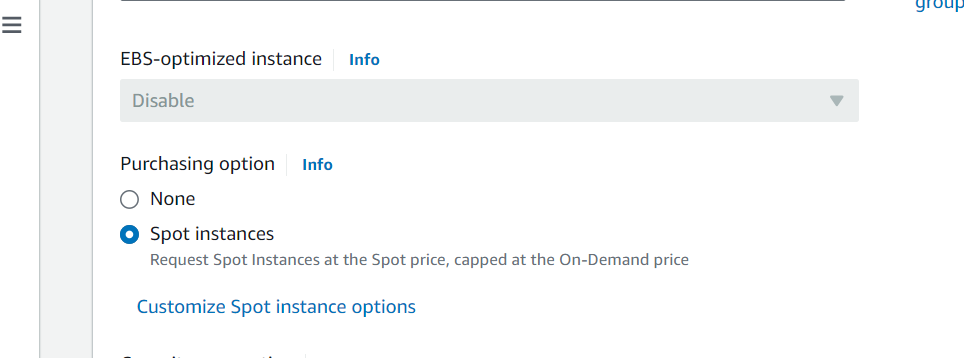 group
EBS-optimized instance Info
Disable
Purchasing option Info
None
Spot instances
Request Spot Instances at the Spot price, capped at the On-Demand price
Customize Spot instance options